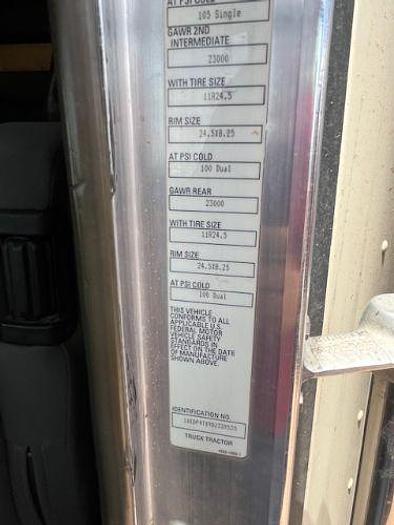 AT PSI COLD
105 Single
GAWR 2ND
INTERMEDIATE
23000
WITH TIRE SIZE
11R24.5
RIM SIZE
24.5X8.25
AT PSI COLD
100 Dual
GAWR REAR
23000
WITH TIRE SIZE
11R24.5
RIM SIZE
24.5X8.25
AT PSI COLD
100 Dual
THIS VEHICLE
CONFORMS TO ALL
APPLICABLE U.S.
FEDERAL MOTOR
VEHICLE SAFETY
STANDARDS IN
EFFECT ON THE DATE
OF MANUFACTURE
SHOWN ABOVE.
IDENTIFICATION NO.
TRUCK TRACTOR